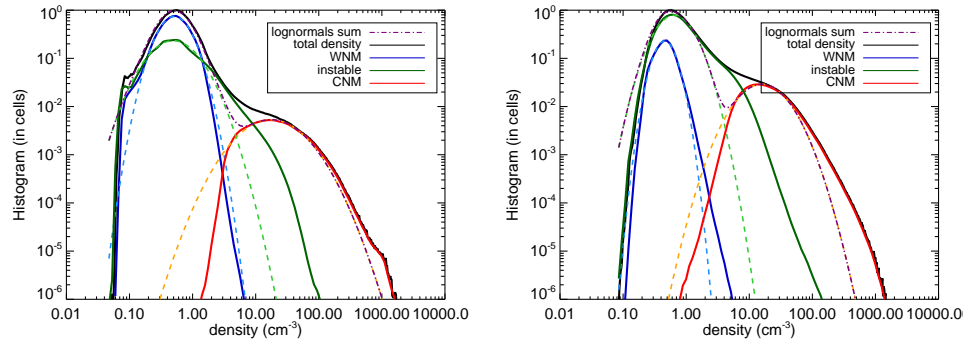 lognormals sum
total density
WNM
instable
CNM
Histogram (in cells)
10^0
10^-1
10^-2
10^-3
10^-4
10^-5
10^-6
0.01 0.10 1.00 10.00 100.00 1000.0 10000.0
density (cm^-3)
lognormals sum
total density
WNM
instable
CNM
Histogram (in cells)
10^0
10^-1
10^-2
10^-3
10^-4
10^-5
10^-6
0.01 0.10 1.00 10.00 100.00 1000.0 10000.0
density (cm^-3)